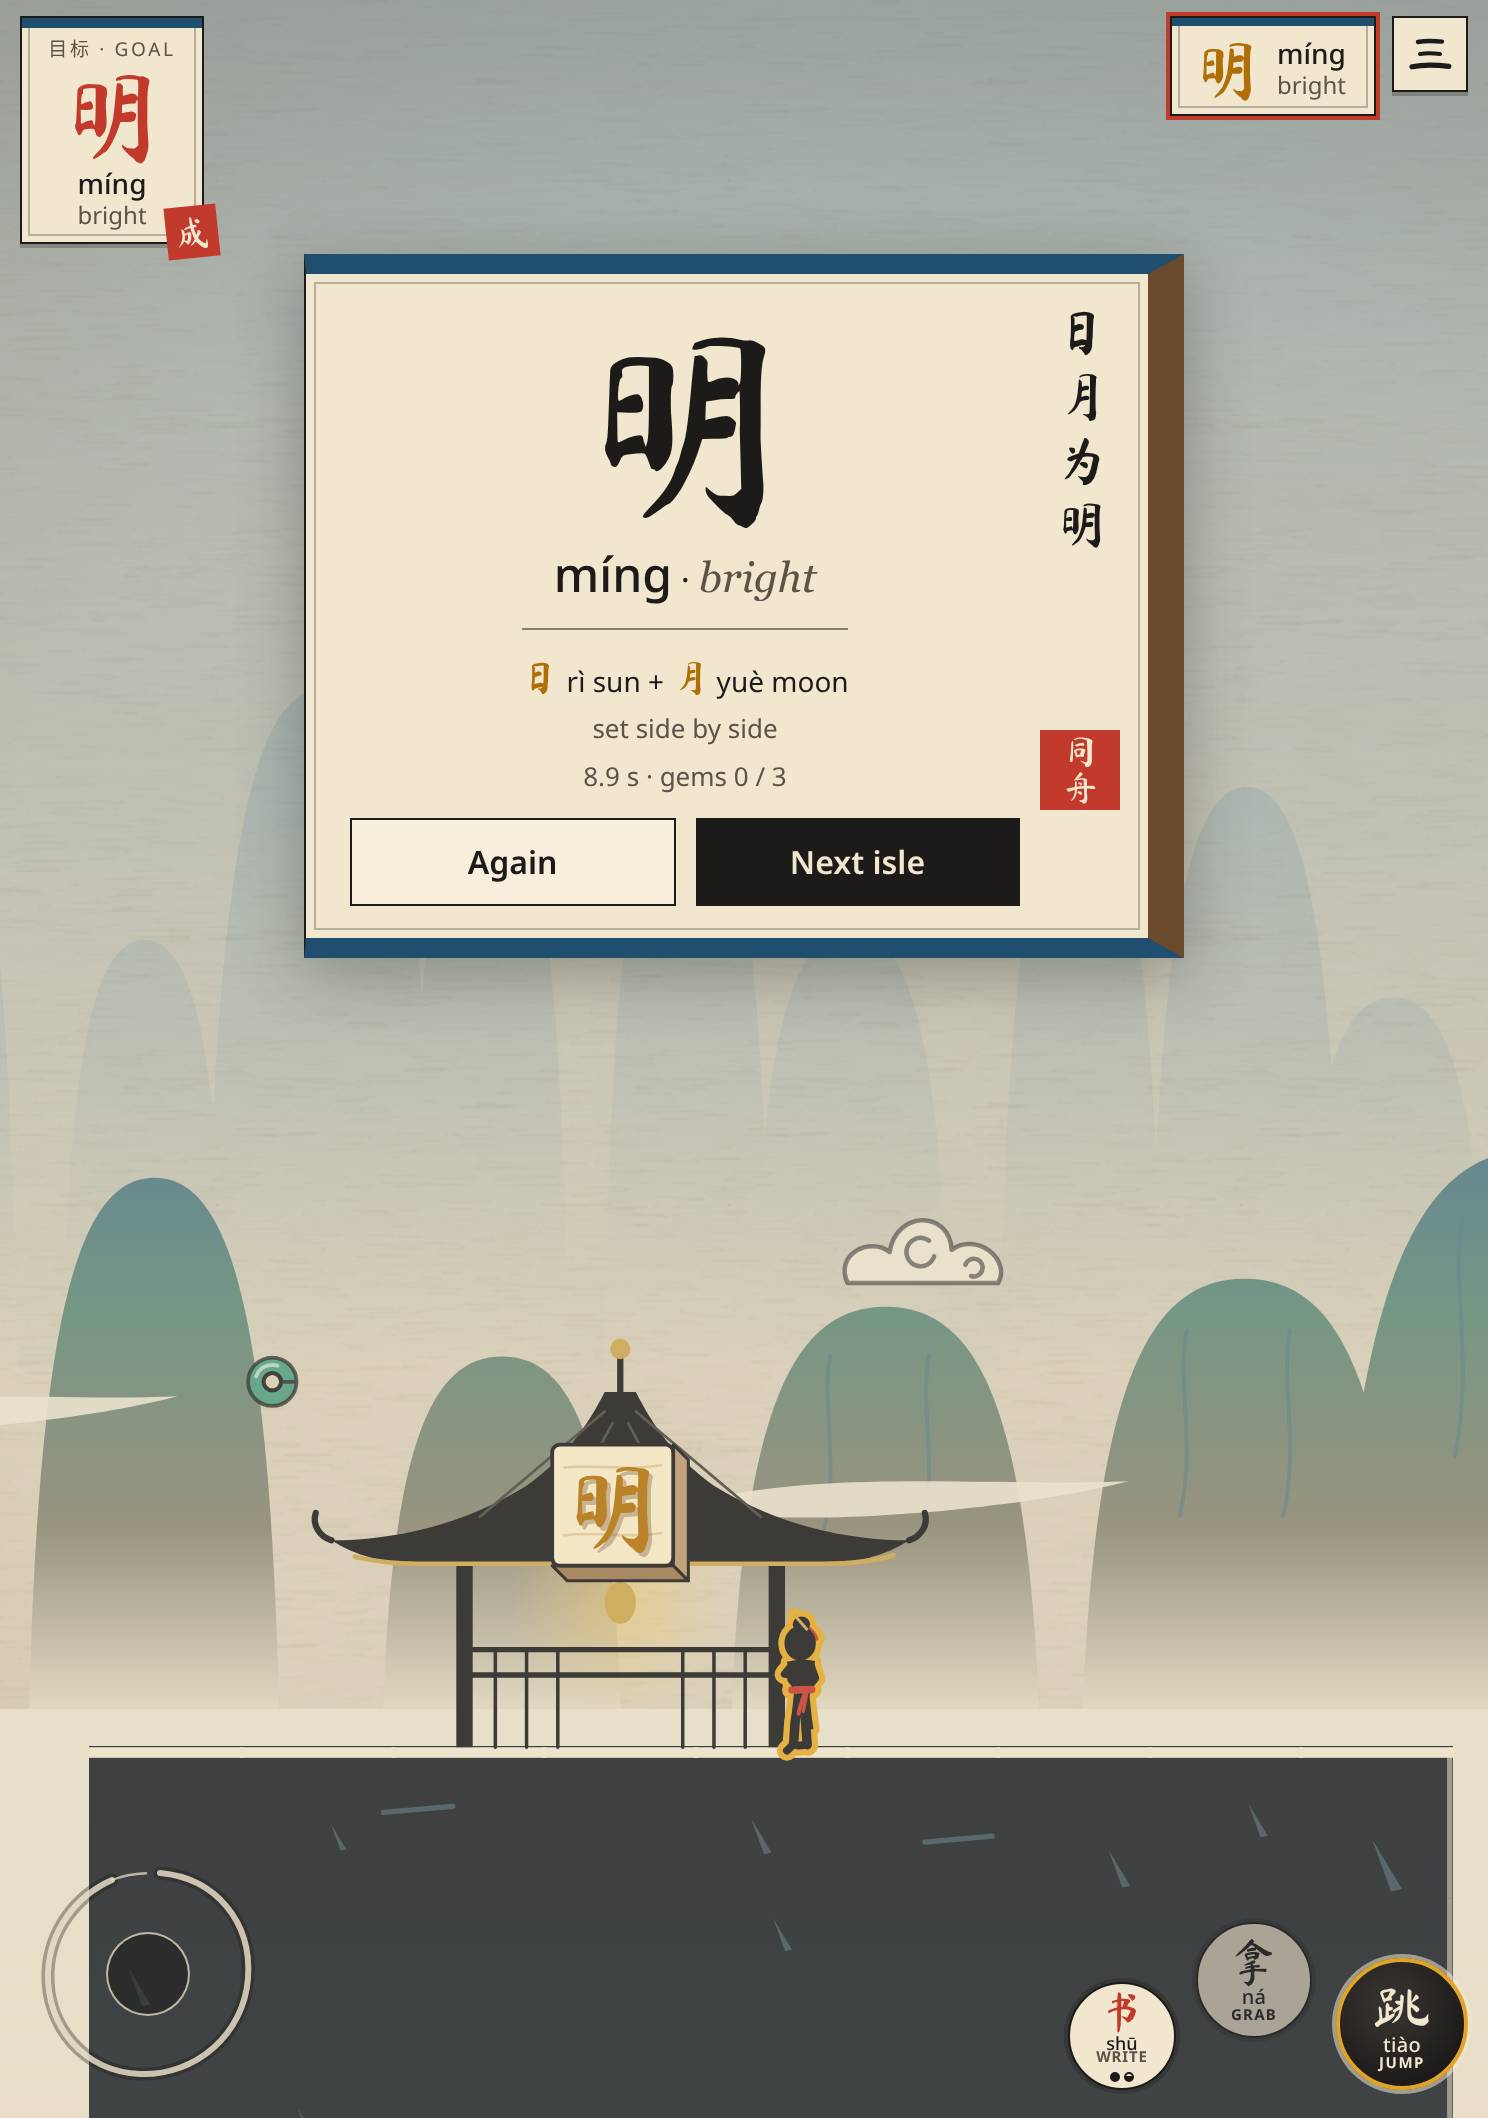 目标 · GOAL
明
míng
bright
成
明 míng
bright
三
明
míng · bright
日 rì sun + 月 yuè moon
set side by side
8.9 s · gems 0 / 3
日月为明
同舟
Again
Next isle
明
书
shū
WRITE
拿
ná
GRAB
跳
tiào
JUMP